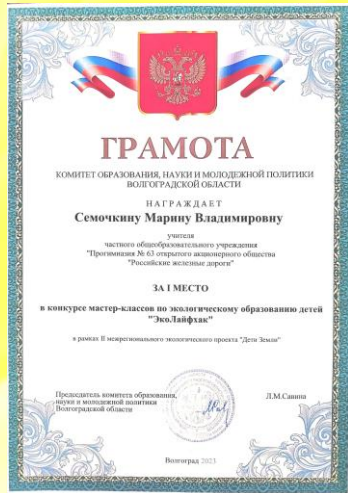 ГРАМОТА
КОМИТЕТ ОБРАЗОВАНИЯ, НАУКИ И МОЛОДЕЖНОЙ ПОЛИТИКИ
ВОЛГОГРАДСКОЙ ОБЛАСТИ
НАГРАЖДАЕТ
Семочкину Марину Владимировну
учителя
частного общеобразовательного учреждения
"Прогимназия № 63 открытого акционерного общества
"Российские железные дороги"
ЗА I МЕСТО
в конкурсе мастер-классов по экологическому образованию детей
"ЭкоЛайфхак"
в рамках II межрегионального экологического проекта "Дети Земли"
Председатель комитета образования,
науки и молодежной политики
Волгоградской области
Л.М.Савина
Волгоград 2023